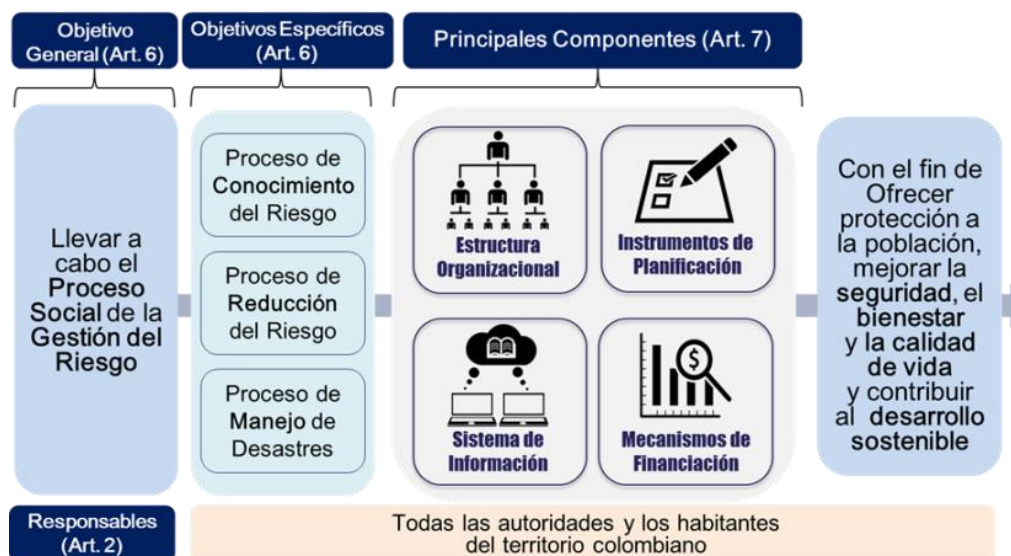 Objetivo
General (Art. 6)
Objetivos Específicos
(Art. 6)
Principales Componentes (Art. 7)
Llevar a
cabo el
Proceso
Social de la
Gestión del
Riesgo
Proceso de
Conocimiento
del Riesgo
Proceso de
Reducción
del Riesgo
Proceso de
Manejo de
Desastres
Estructura
Organizacional
Instrumentos de
Planificación
Sistema de
Información
$
Mecanismos de
Financiación
Con el fin de
Ofrecer
protección a
la población,
mejorar la
seguridad, el
bienestar
y la calidad
de vida
y contribuir
al desarrollo
sostenible
Responsables
(Art. 2)
Todas las autoridades y los habitantes
del territorio colombiano